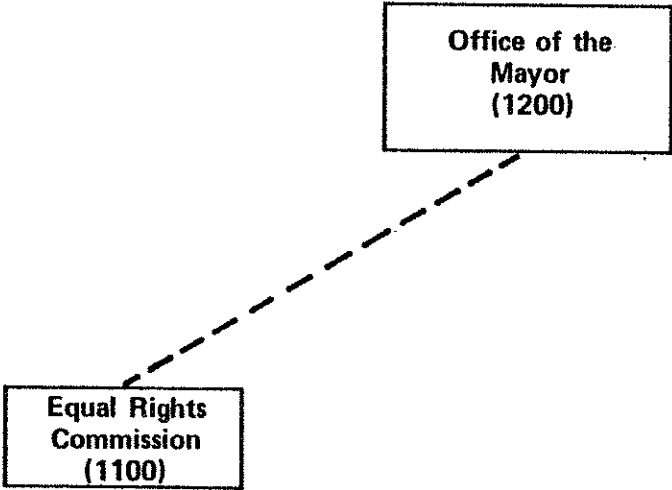 Office of the
Mayor
(1200)
Equal Rights
Commission
(1100)